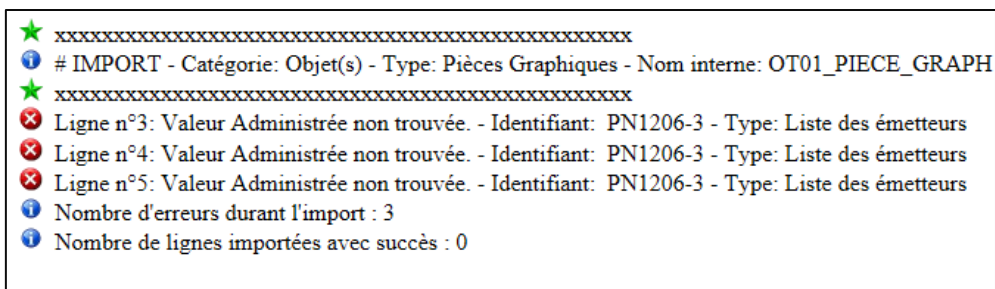 xxxxxxxxxxxxxxxxxxxxxxxxxxxxxxxxxxxxxxxxxxxxxxxxx
# IMPORT - Catégorie: Objet(s) - Type: Pièces Graphiques - Nom interne: OT01_PIECE_GRAPH
xxxxxxxxxxxxxxxxxxxxxxxxxxxxxxxxxxxxxxxxxxxxxxxxx
Ligne n°3: Valeur Administrée non trouvée. - Identifiant: PN1206-3 - Type: Liste des émetteurs
Ligne n°4: Valeur Administrée non trouvée. - Identifiant: PN1206-3 - Type: Liste des émetteurs
Ligne n°5: Valeur Administrée non trouvée. - Identifiant: PN1206-3 - Type: Liste des émetteurs
Nombre d'erreurs durant l'import : 3
Nombre de lignes importées avec succès : 0